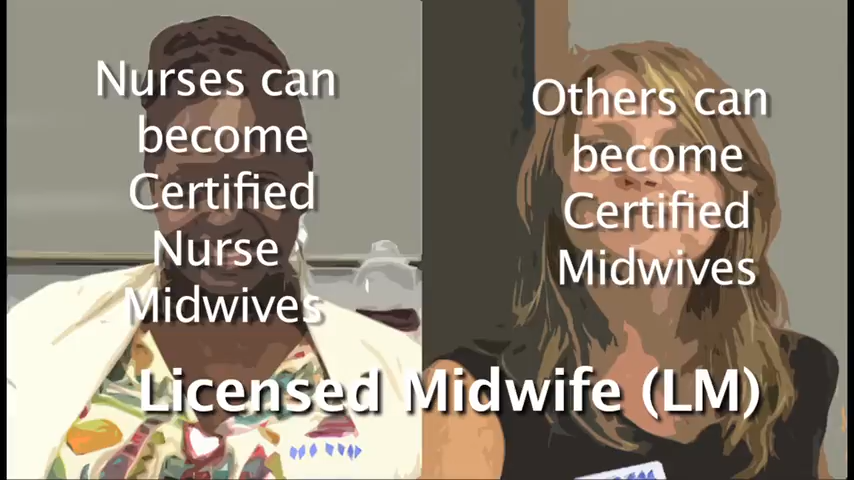 Nurses can
become
Certified
Nurse
Midwives
Others can
become
Certified
Midwives
Licensed Midwife (LM)